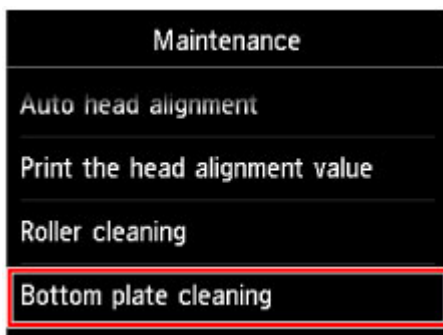 Maintenance
Auto head alignment
Print the head alignment value
Roller cleaning
Bottom plate cleaning